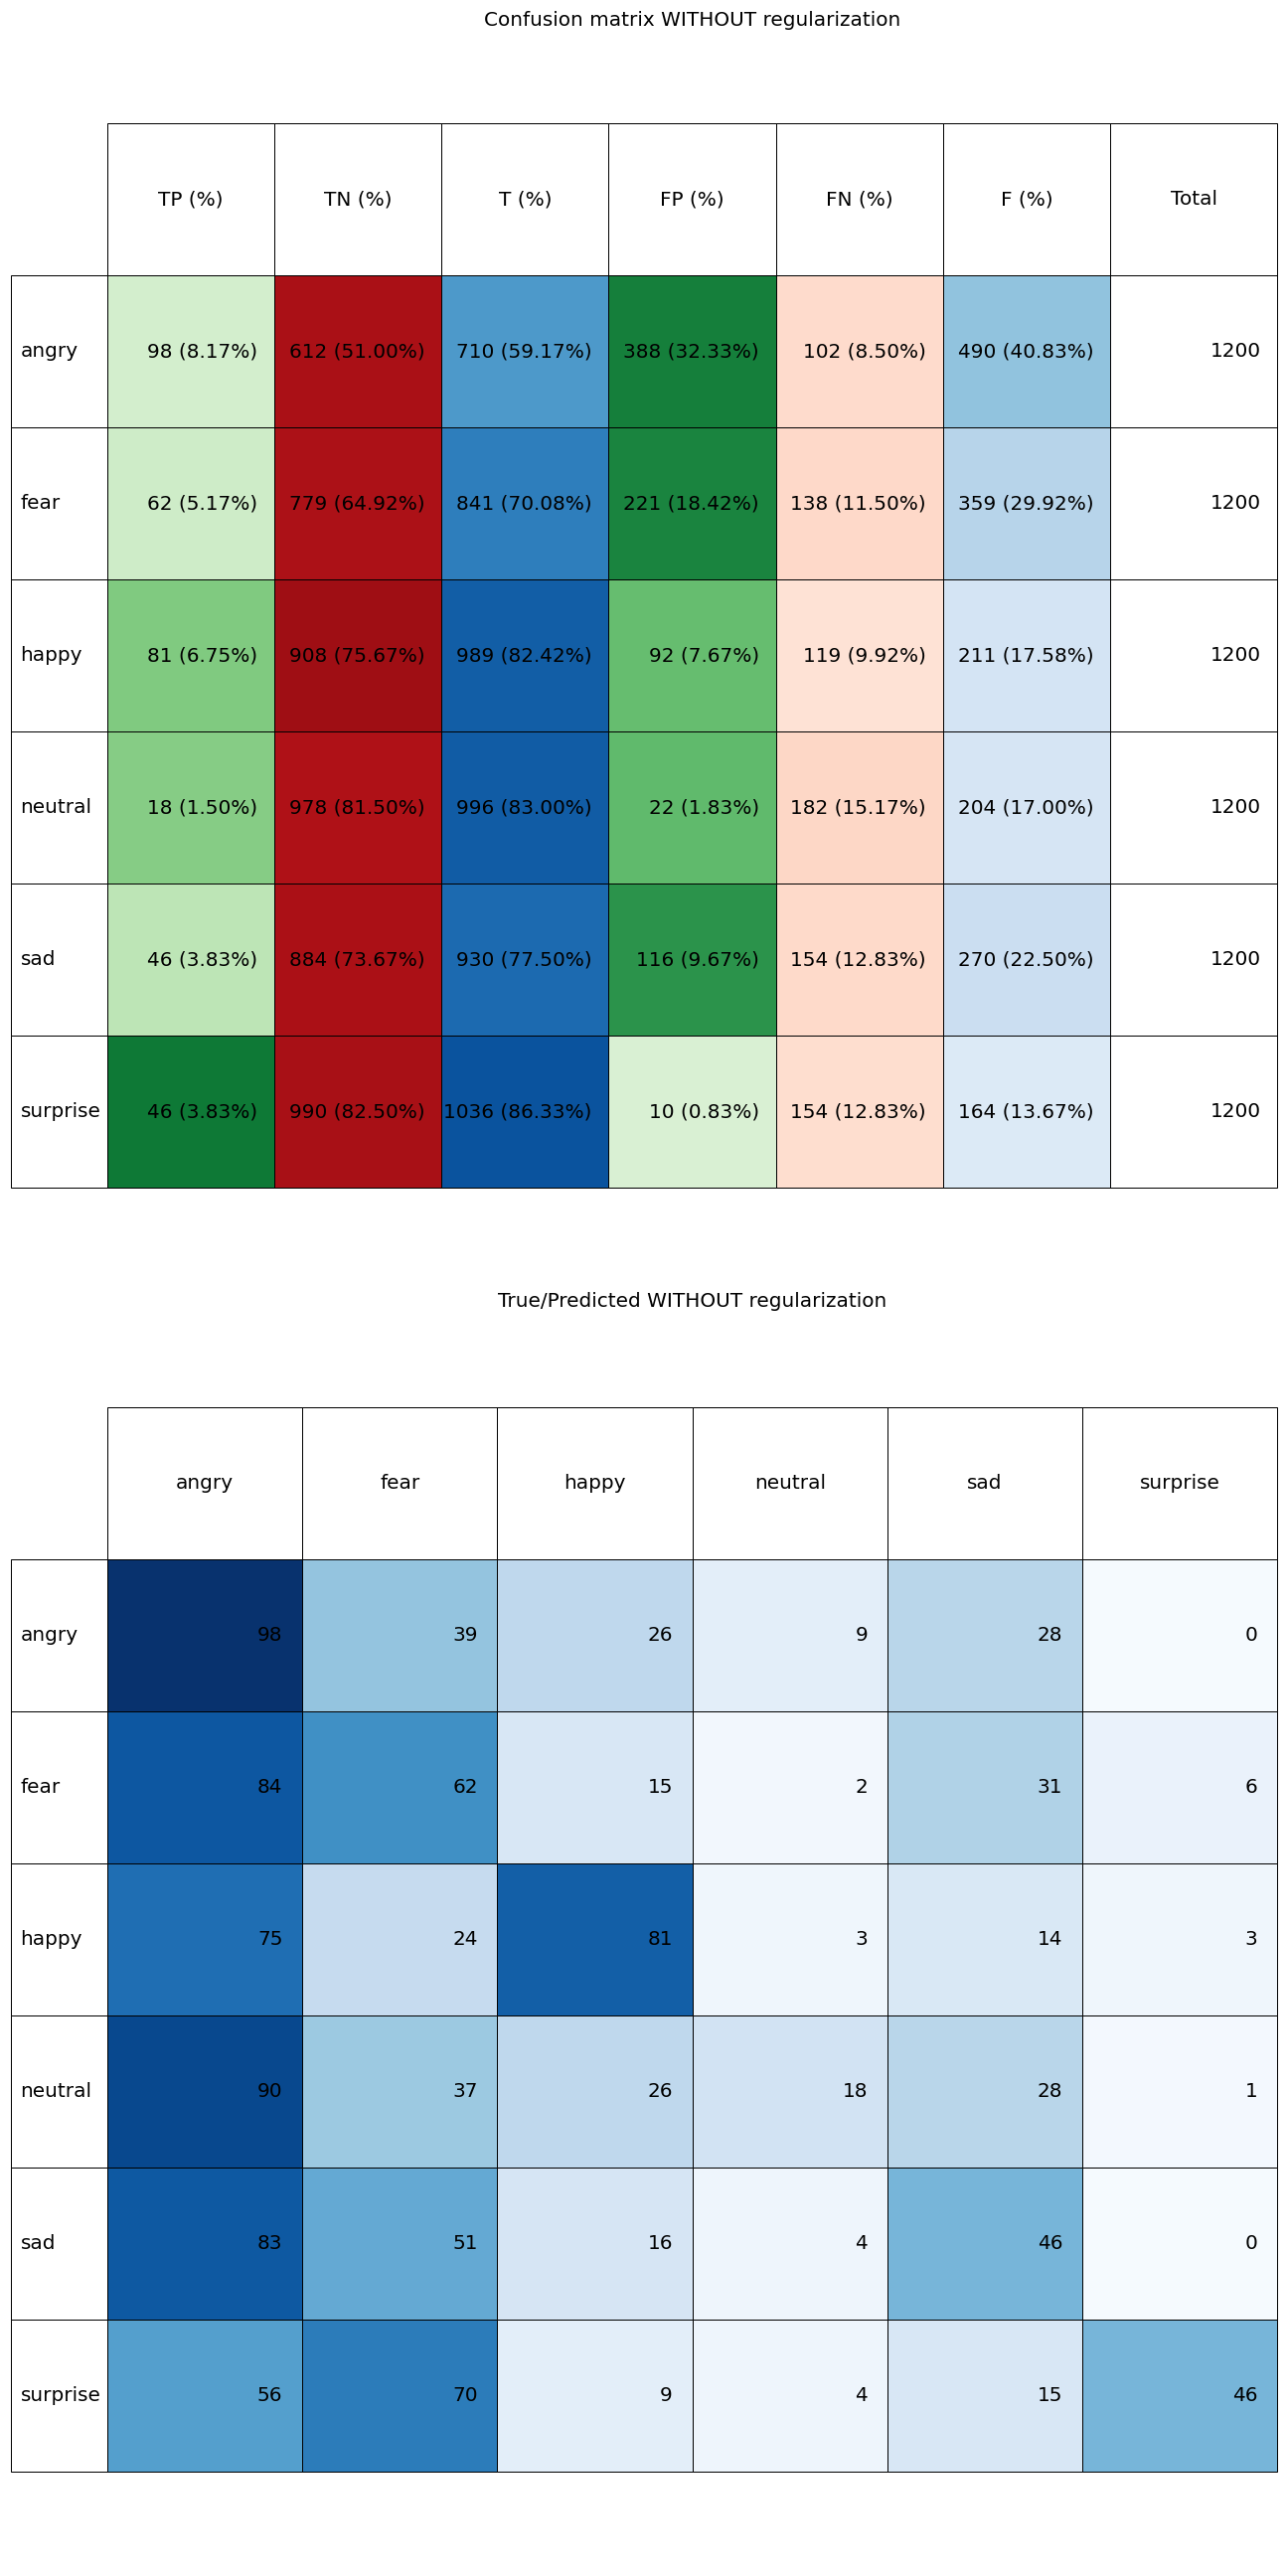 Confusion matrix WITHOUT regularization
TP (%) TN (%) T (%) FP (%) FN (%) F (%) Total
angry 98 (8.17%) 612 (51.00%) 710 (59.17%) 388 (32.33%) 102 (8.50%) 490 (40.83%) 1200
fear 62 (5.17%) 779 (64.92%) 841 (70.08%) 221 (18.42%) 138 (11.50%) 359 (29.92%) 1200
happy 81 (6.75%) 908 (75.67%) 989 (82.42%) 92 (7.67%) 119 (9.92%) 211 (17.58%) 1200
neutral 18 (1.50%) 978 (81.50%) 996 (83.00%) 22 (1.83%) 182 (15.17%) 204 (17.00%) 1200
sad 46 (3.83%) 884 (73.67%) 930 (77.50%) 116 (9.67%) 154 (12.83%) 270 (22.50%) 1200
surprise 46 (3.83%) 990 (82.50%) 1036 (86.33%) 10 (0.83%) 154 (12.83%) 164 (13.67%) 1200
True/Predicted WITHOUT regularization
angry fear happy neutral sad surprise
angry 98 39 26 9 28 0
fear 84 62 15 2 31 6
happy 75 24 81 3 14 3
neutral 90 37 26 18 28 1
sad 83 51 16 4 46 0
surprise 56 70 9 4 15 46